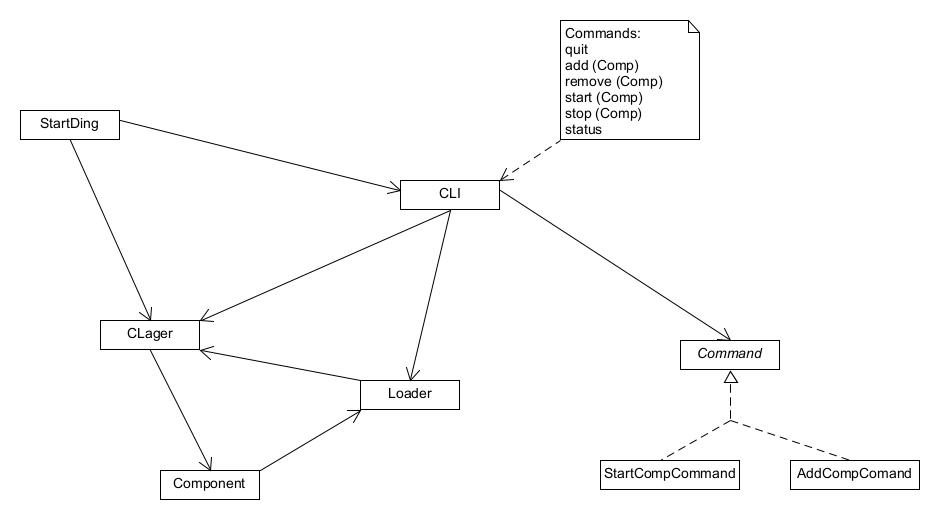 Commands:
quit
add (Comp)
remove (Comp)
start (Comp)
stop (Comp)
status
StartDing
CLI
CLager
Command
Loader
Component
StartCompCommand
AddCompComand